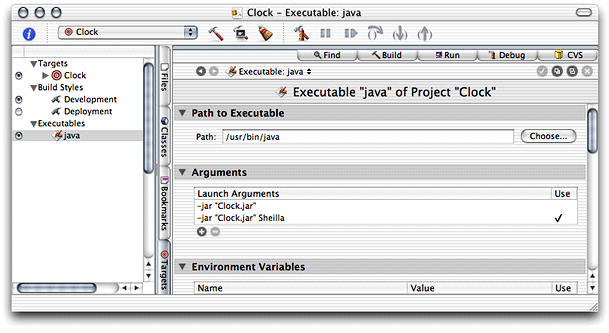 Clock – Executable: java
Clock
Find
Build
Run
Debug
CVS
Targets
Clock
Build Styles
Development
Deployment
Executables
java
Files
Classes
Bookmarks
Targets
Executable: java
Executable "java" of Project "Clock"
Path to Executable
Path: /usr/bin/java Choose...
Arguments
Launch Arguments Use
-jar "Clock.jar"
-jar "Clock.jar" Sheilla ✓
Environment Variables
Name Value Use